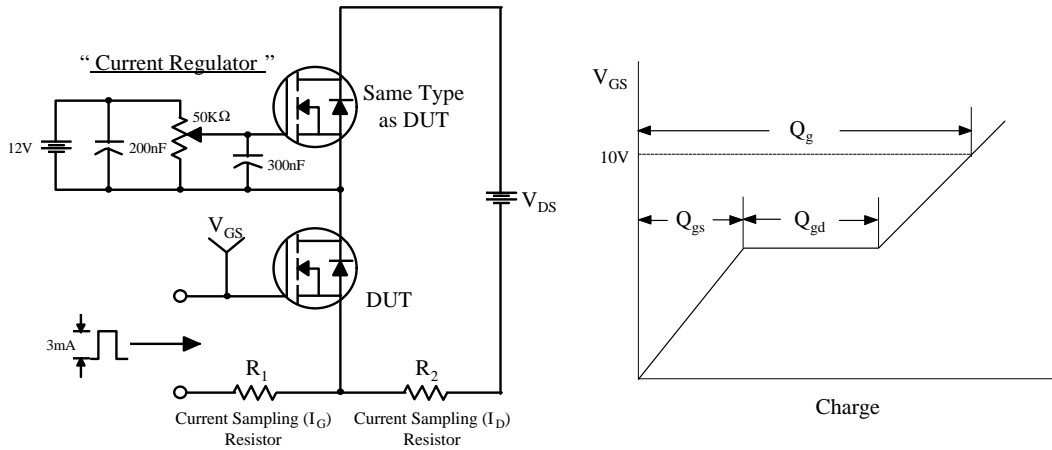 “ Current Regulator ”
Same Type
as DUT
50KΩ
12V
200nF
300nF
V_DS
V_GS
DUT
3mA
R_1
R_2
Current Sampling (I_G)
Resistor
Current Sampling (I_D)
Resistor
V_GS
Q_g
10V
Q_gs
Q_gd
Charge